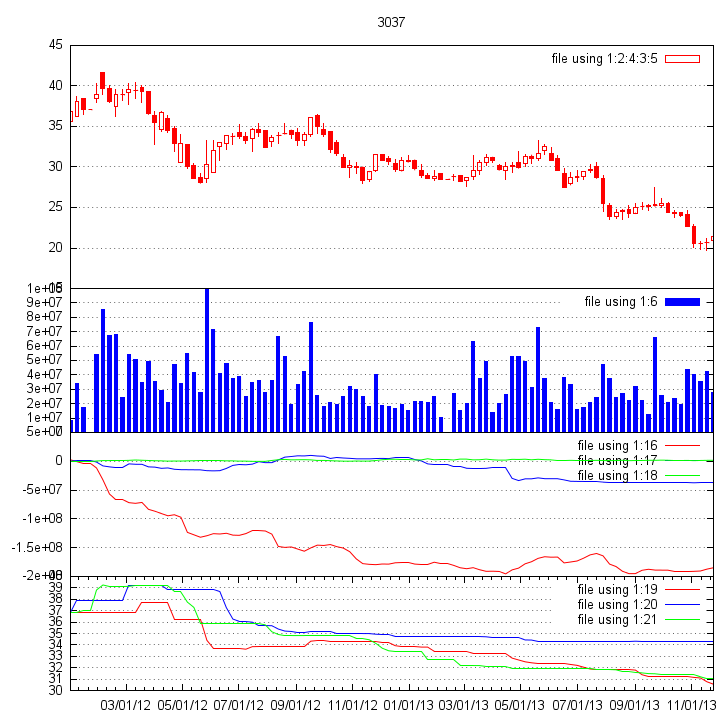 3037
file using 1:2:4:3:5
45
40
35
30
25
20
file using 1:6
9e+07
8e+07
7e+07
6e+07
5e+07
4e+07
3e+07
2e+07
1e+07
file using 1:16
file using 1:17
file using 1:18
0
-5e+07
-1e+08
-1.5e+08
file using 1:19
file using 1:20
file using 1:21
39
38
37
36
35
34
33
32
31
30
03/01/12 05/01/12 07/01/12 09/01/12 11/01/12 01/01/13 03/01/13 05/01/13 07/01/13 09/01/13 11/01/13